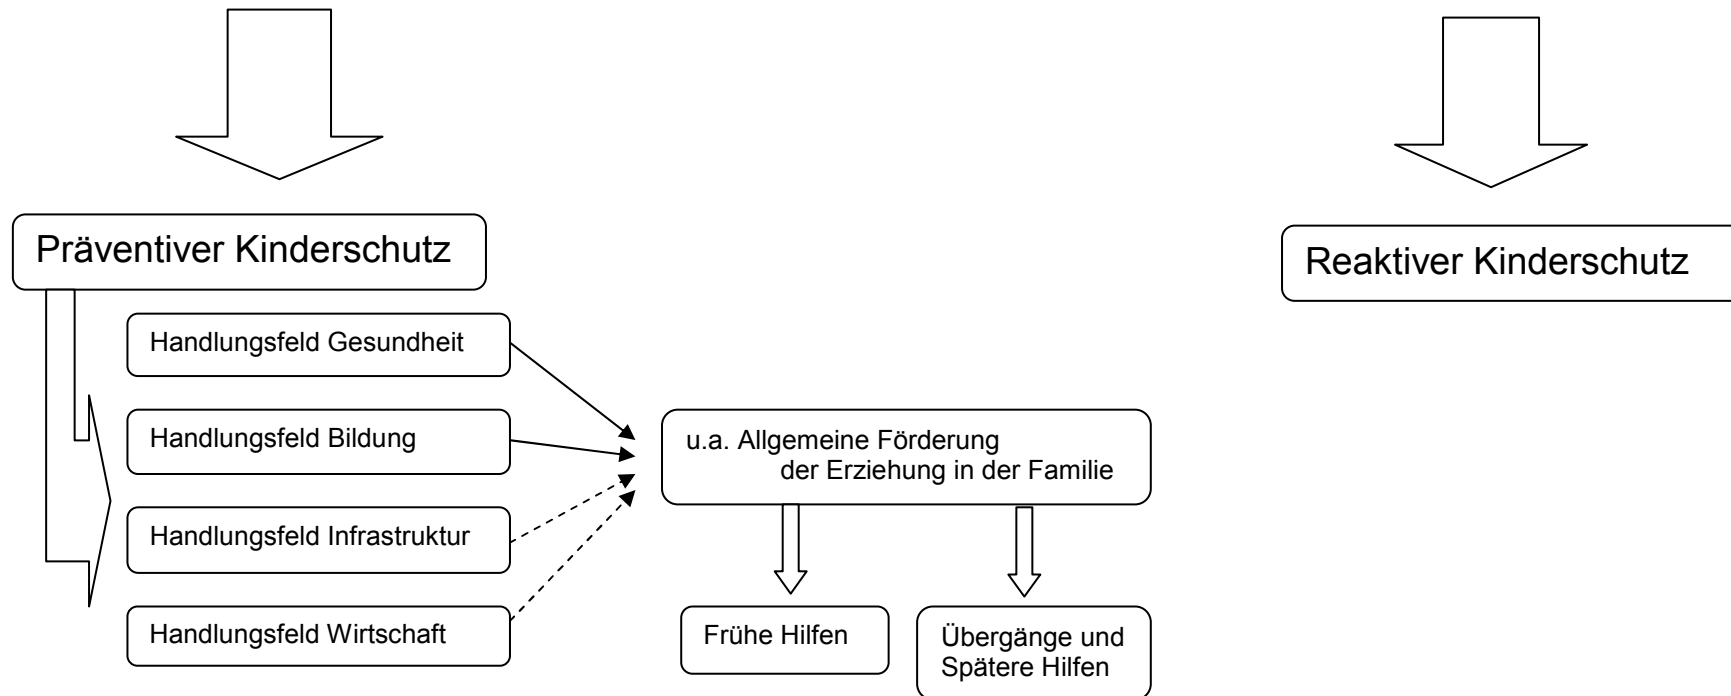 Präventiver Kinderschutz
Reaktiver Kinderschutz
Handlungsfeld Gesundheit
Handlungsfeld Bildung
u.a. Allgemeine Förderung
der Erziehung in der Familie
Handlungsfeld Infrastruktur
Handlungsfeld Wirtschaft
Frühe Hilfen
Übergänge und
Spätere Hilfen